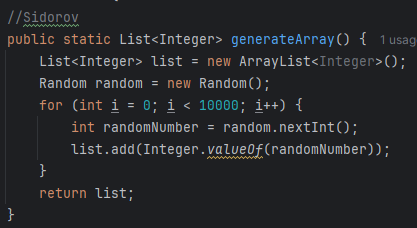 //Sidorov
public static List<Integer> generateArray() { 1 usag
List<Integer> list = new ArrayList<Integer>();
Random random = new Random();
for (int i = 0; i < 10000; i++) {
int randomNumber = random.nextInt();
list.add(Integer.valueOf(randomNumber));
}
return list;
}